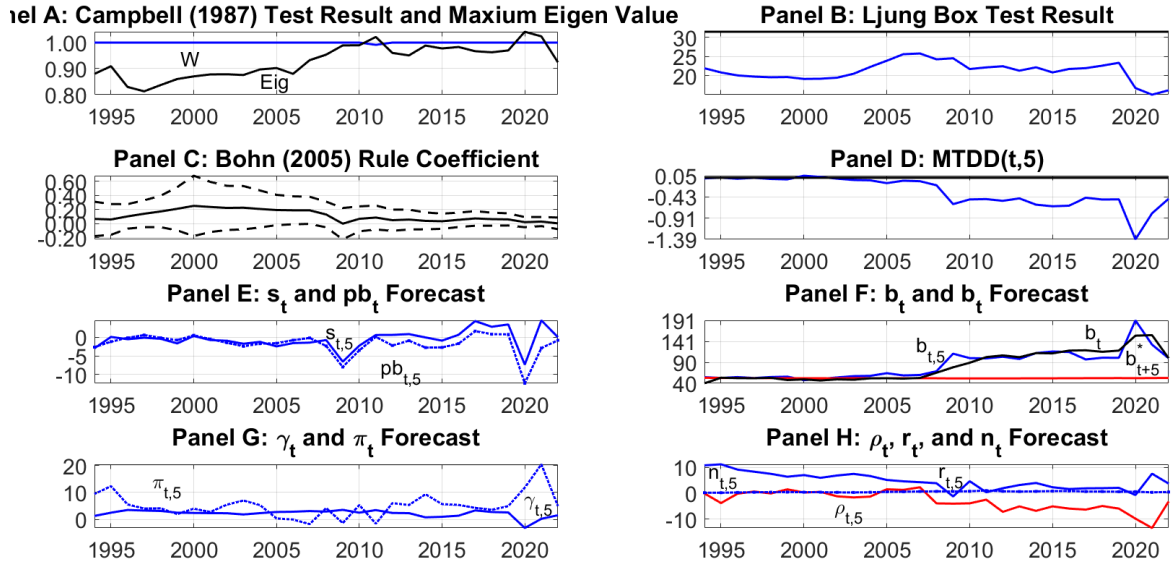 nel A: Campbell (1987) Test Result and Maxium Eigen Value
1.00
0.90
0.80
W
Eig
1995 2000 2005 2010 2015 2020
Panel B: Ljung Box Test Result
30
20
1995 2000 2005 2010 2015 2020
Panel C: Bohn (2005) Rule Coefficient
0.60
0.40
0.20
0.00
-0.20
1995 2000 2005 2010 2015 2020
Panel D: MTDD(t,5)
0.05
-0.43
-0.91
-1.39
1995 2000 2005 2010 2015 2020
Panel E: s_t and pb_t Forecast
0
-5
-10
s_t,5
pb_t,5
1995 2000 2005 2010 2015 2020
Panel F: b_t and b_t Forecast
191
141
90
40
b_t,5
b_t
b*_t+5
1995 2000 2005 2010 2015 2020
Panel G: γ_t and π_t Forecast
20
10
0
π_t,5
γ_t,5
1995 2000 2005 2010 2015 2020
Panel H: ρ_t, r_t, and n_t Forecast
10
0
-10
n_t,5
r_t,5
ρ_t,5
1995 2000 2005 2010 2015 2020